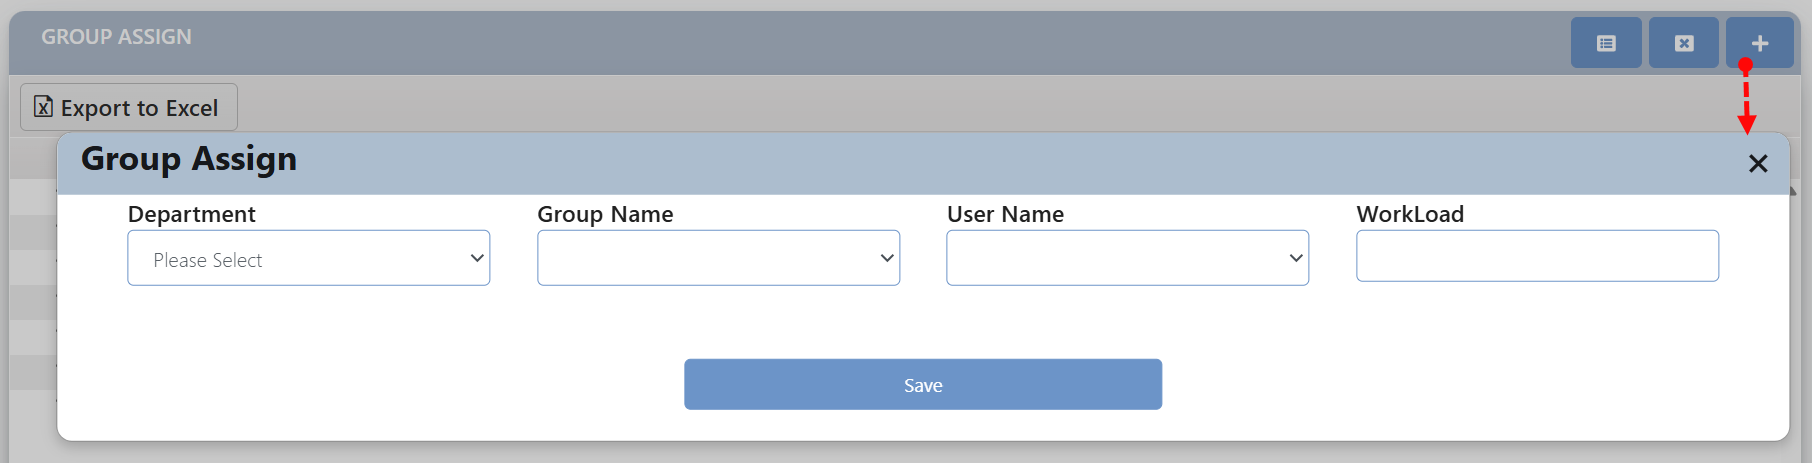 GROUP ASSIGN
Export to Excel
Group Assign
Department Group Name User Name WorkLoad
Please Select
Save